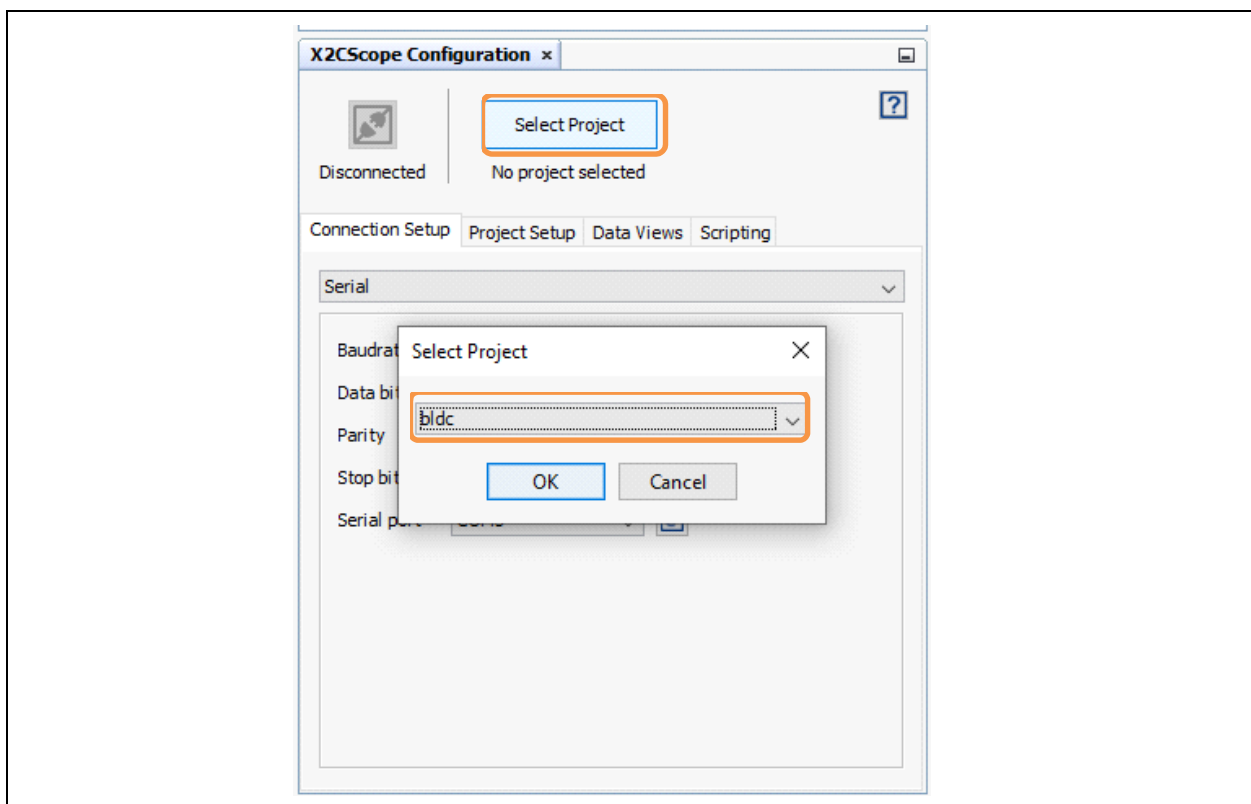 X2CScope Configuration ×
Select Project
?
Disconnected
No project selected
Connection Setup Project Setup Data Views Scripting
Serial
Select Project
Baudrat
Data bit
bldc
Parity
Stop bit
OK Cancel
Serial